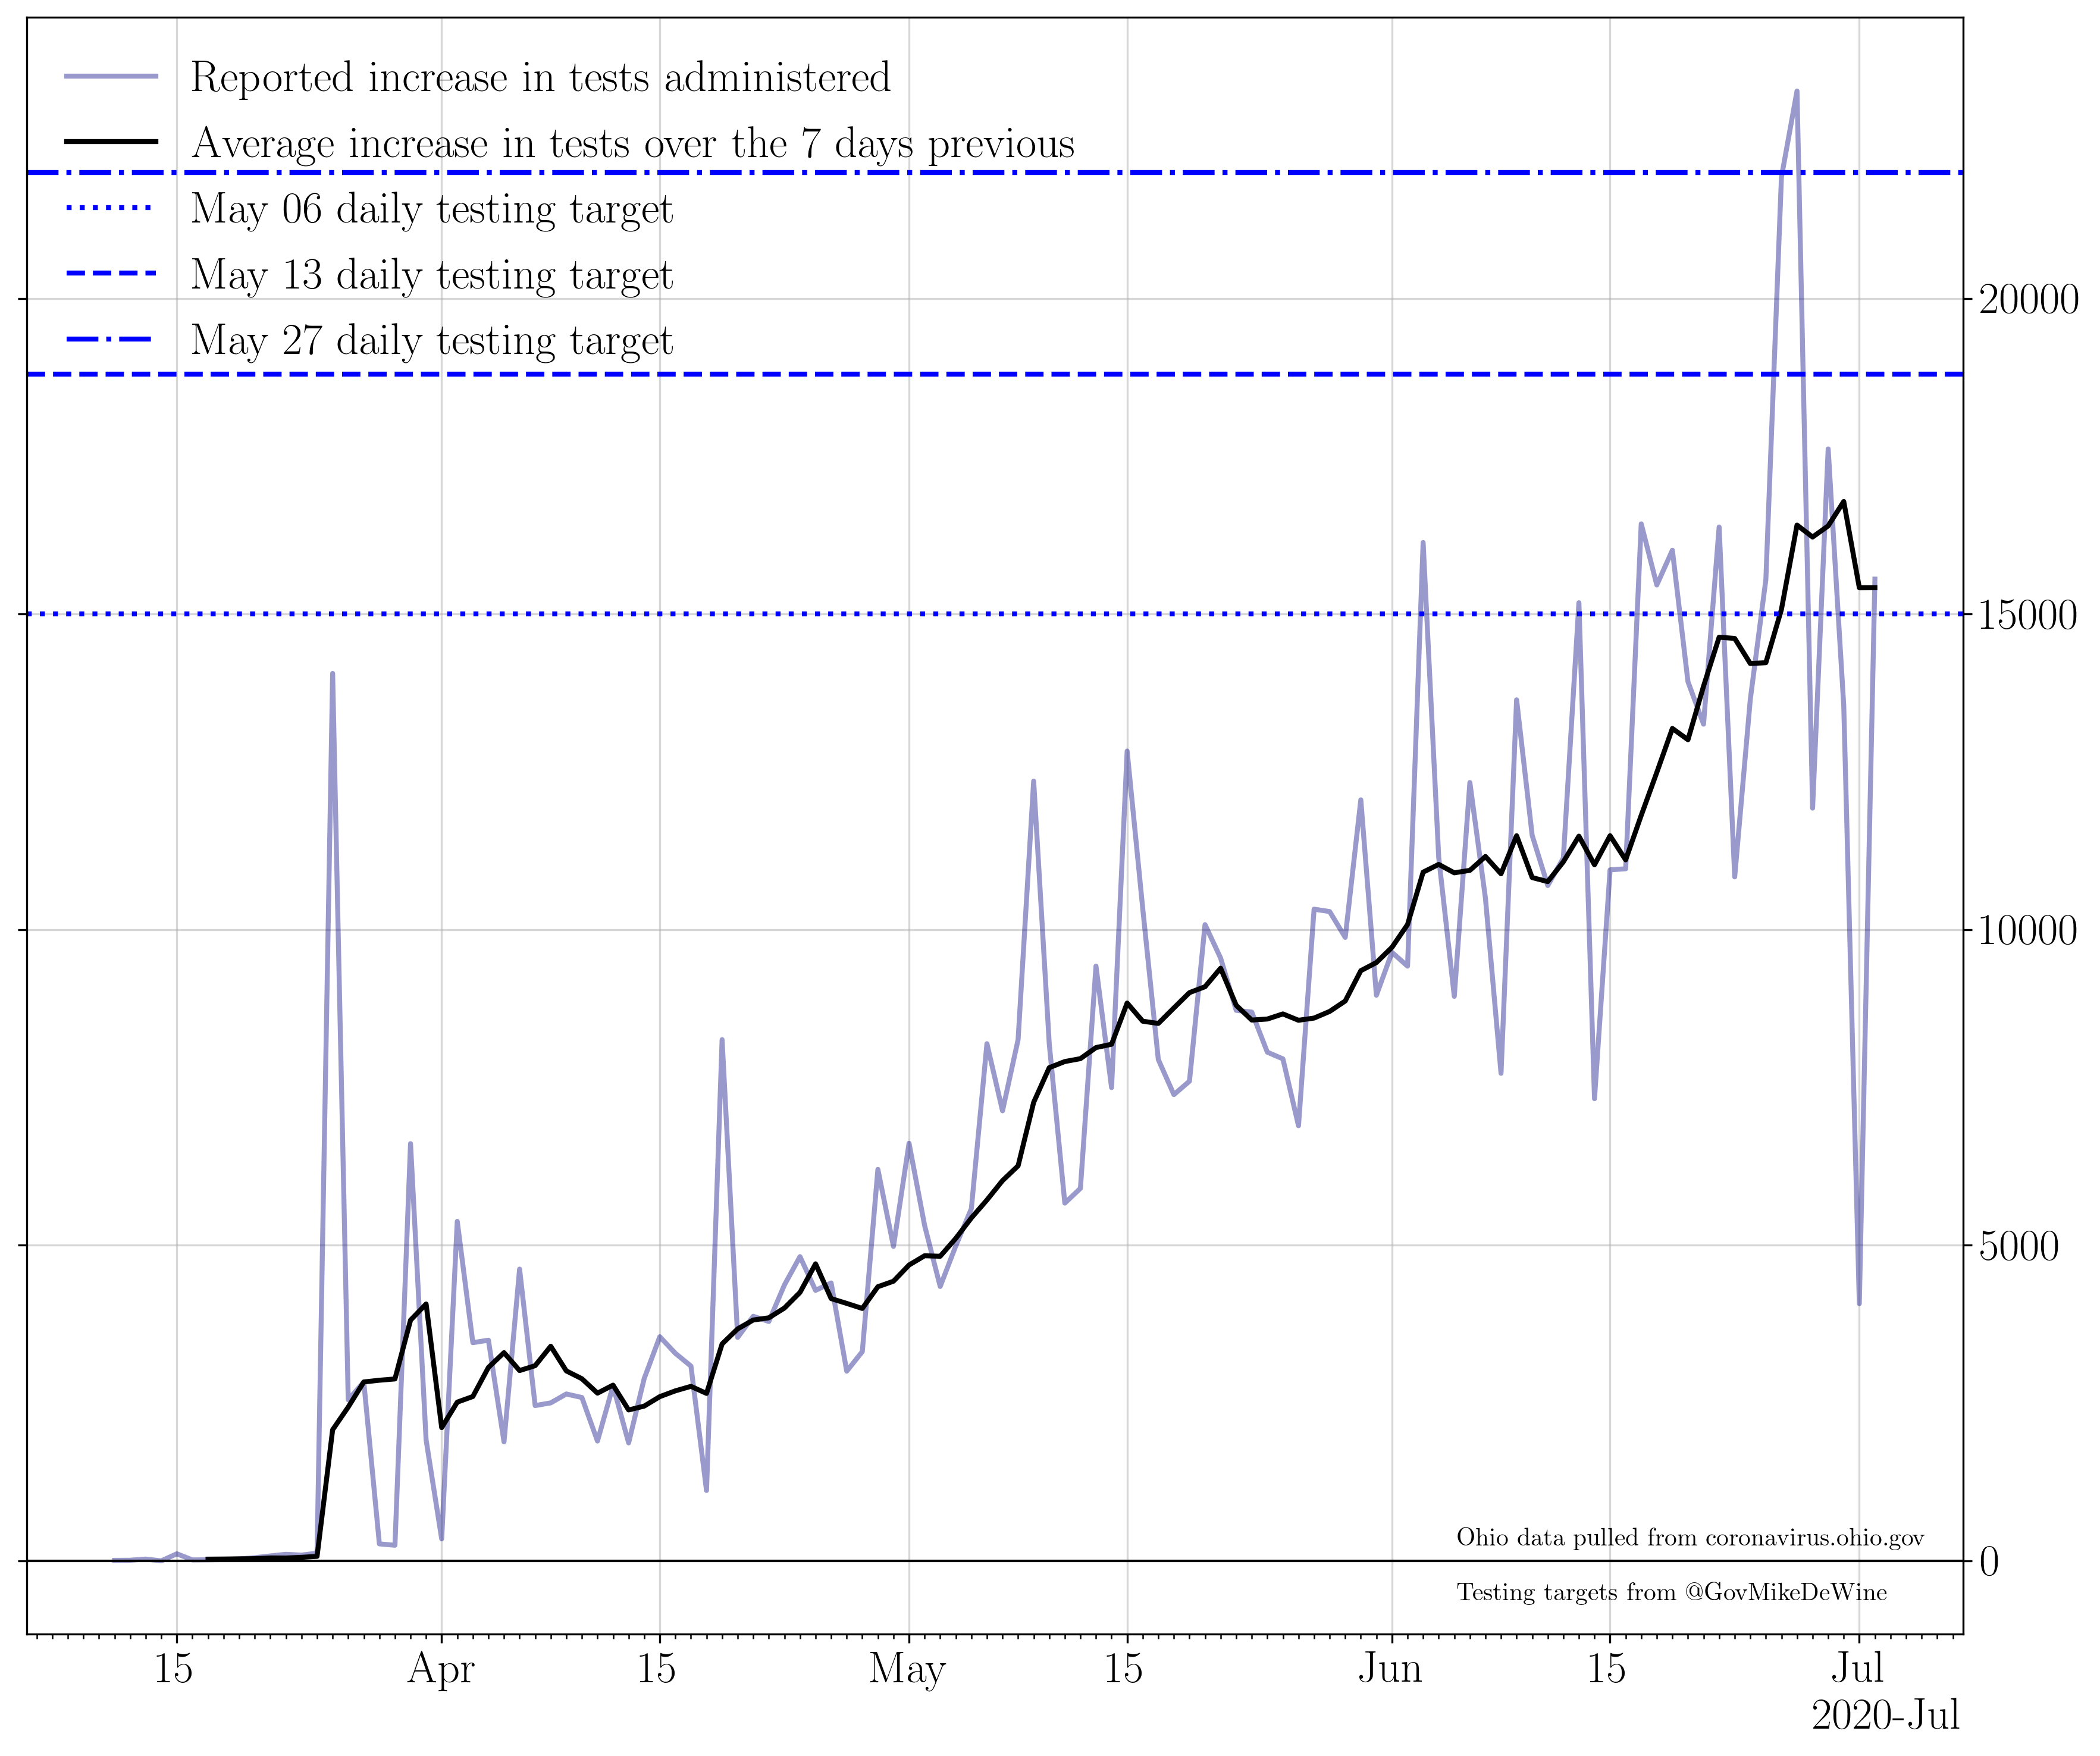 Reported increase in tests administered
Average increase in tests over the 7 days previous
May 06 daily testing target
May 13 daily testing target
May 27 daily testing target
20000
15000
10000
5000
Ohio data pulled from coronavirus.ohio.gov
0
Testing targets from @GovMikeDeWine
15 Apr 15 May 15 Jun 15 Jul
2020-Jul